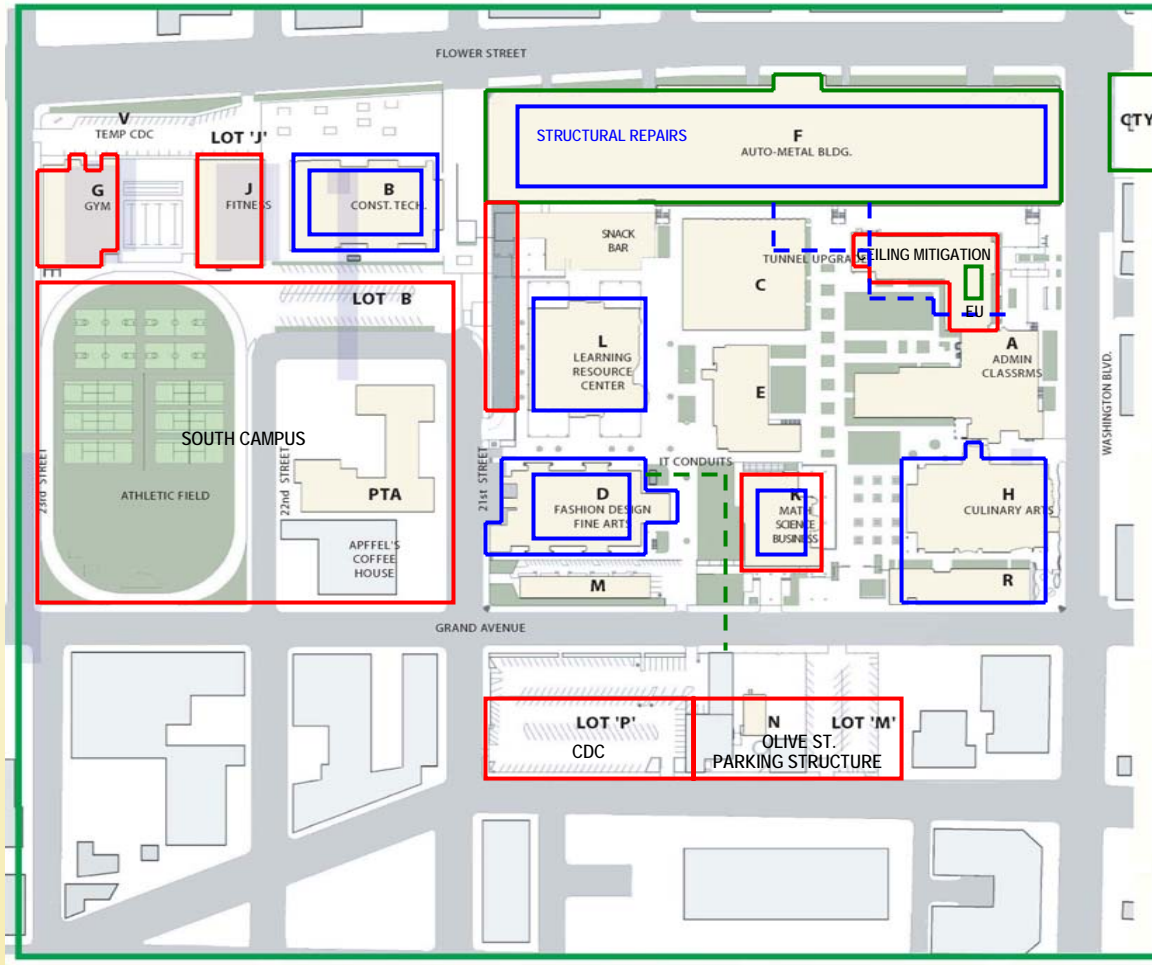 FLOWER STREET
V
TEMP CDC
LOT 'J'
G
GYM
J
FITNESS
B
CONST. TECH.
STRUCTURAL REPAIRS
F
AUTO-METAL BLDG.
CTY
SNACK
BAR
C
TUNNEL UPGRADE
CEILING MITIGATION
EU
A
ADMIN
CLASSRMS
WASHINGTON BLVD.
LOT B
L
LEARNING
RESOURCE
CENTER
E
SOUTH CAMPUS
23rd STREET
ATHLETIC FIELD
22nd STREET
PTA
APFFEL'S
COFFEE
HOUSE
21st STREET
IT CONDUITS
D
FASHION DESIGN
FINE ARTS
K
MATH
SCIENCE
BUSINESS
H
CULINARY ARTS
M
R
GRAND AVENUE
LOT 'P'
CDC
N
LOT 'M'
OLIVE ST.
PARKING STRUCTURE